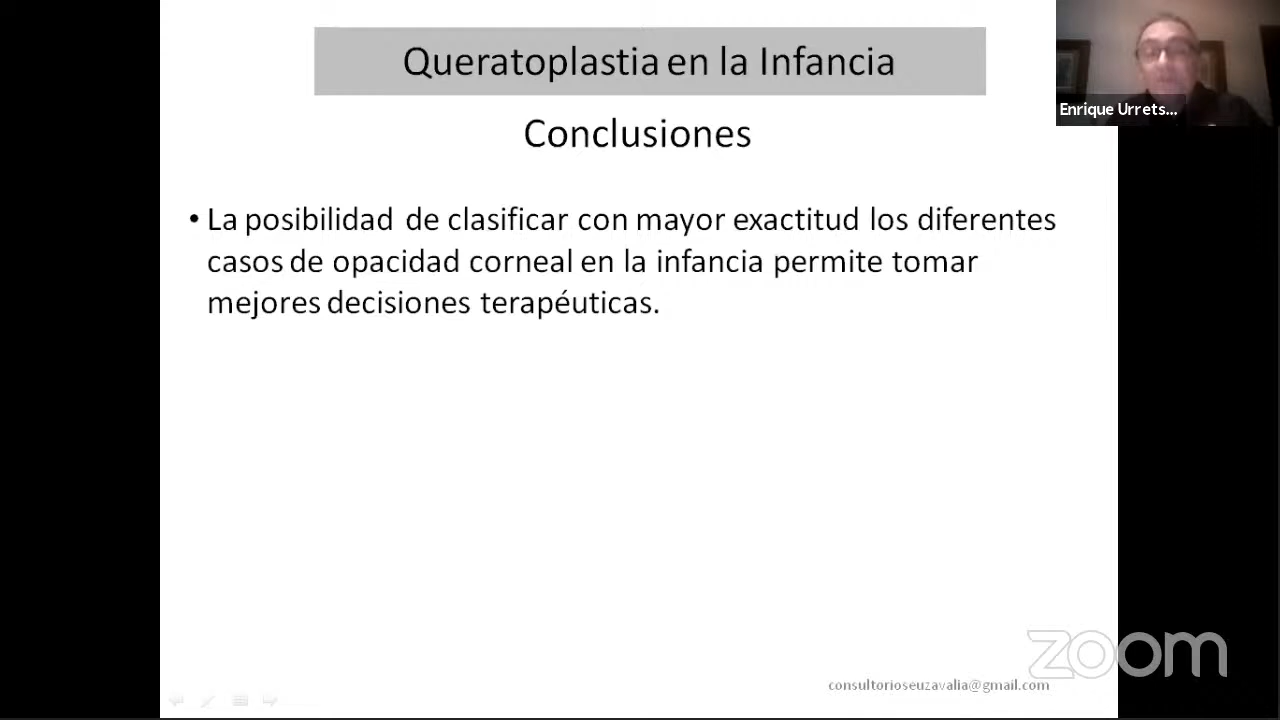 Queratoplastia en la Infancia
Enrique Urrets...
Conclusiones
• La posibilidad de clasificar con mayor exactitud los diferentes
casos de opacidad corneal en la infancia permite tomar
mejores decisiones terapéuticas.
zoom
consultorioseuzavalia@gmail.com